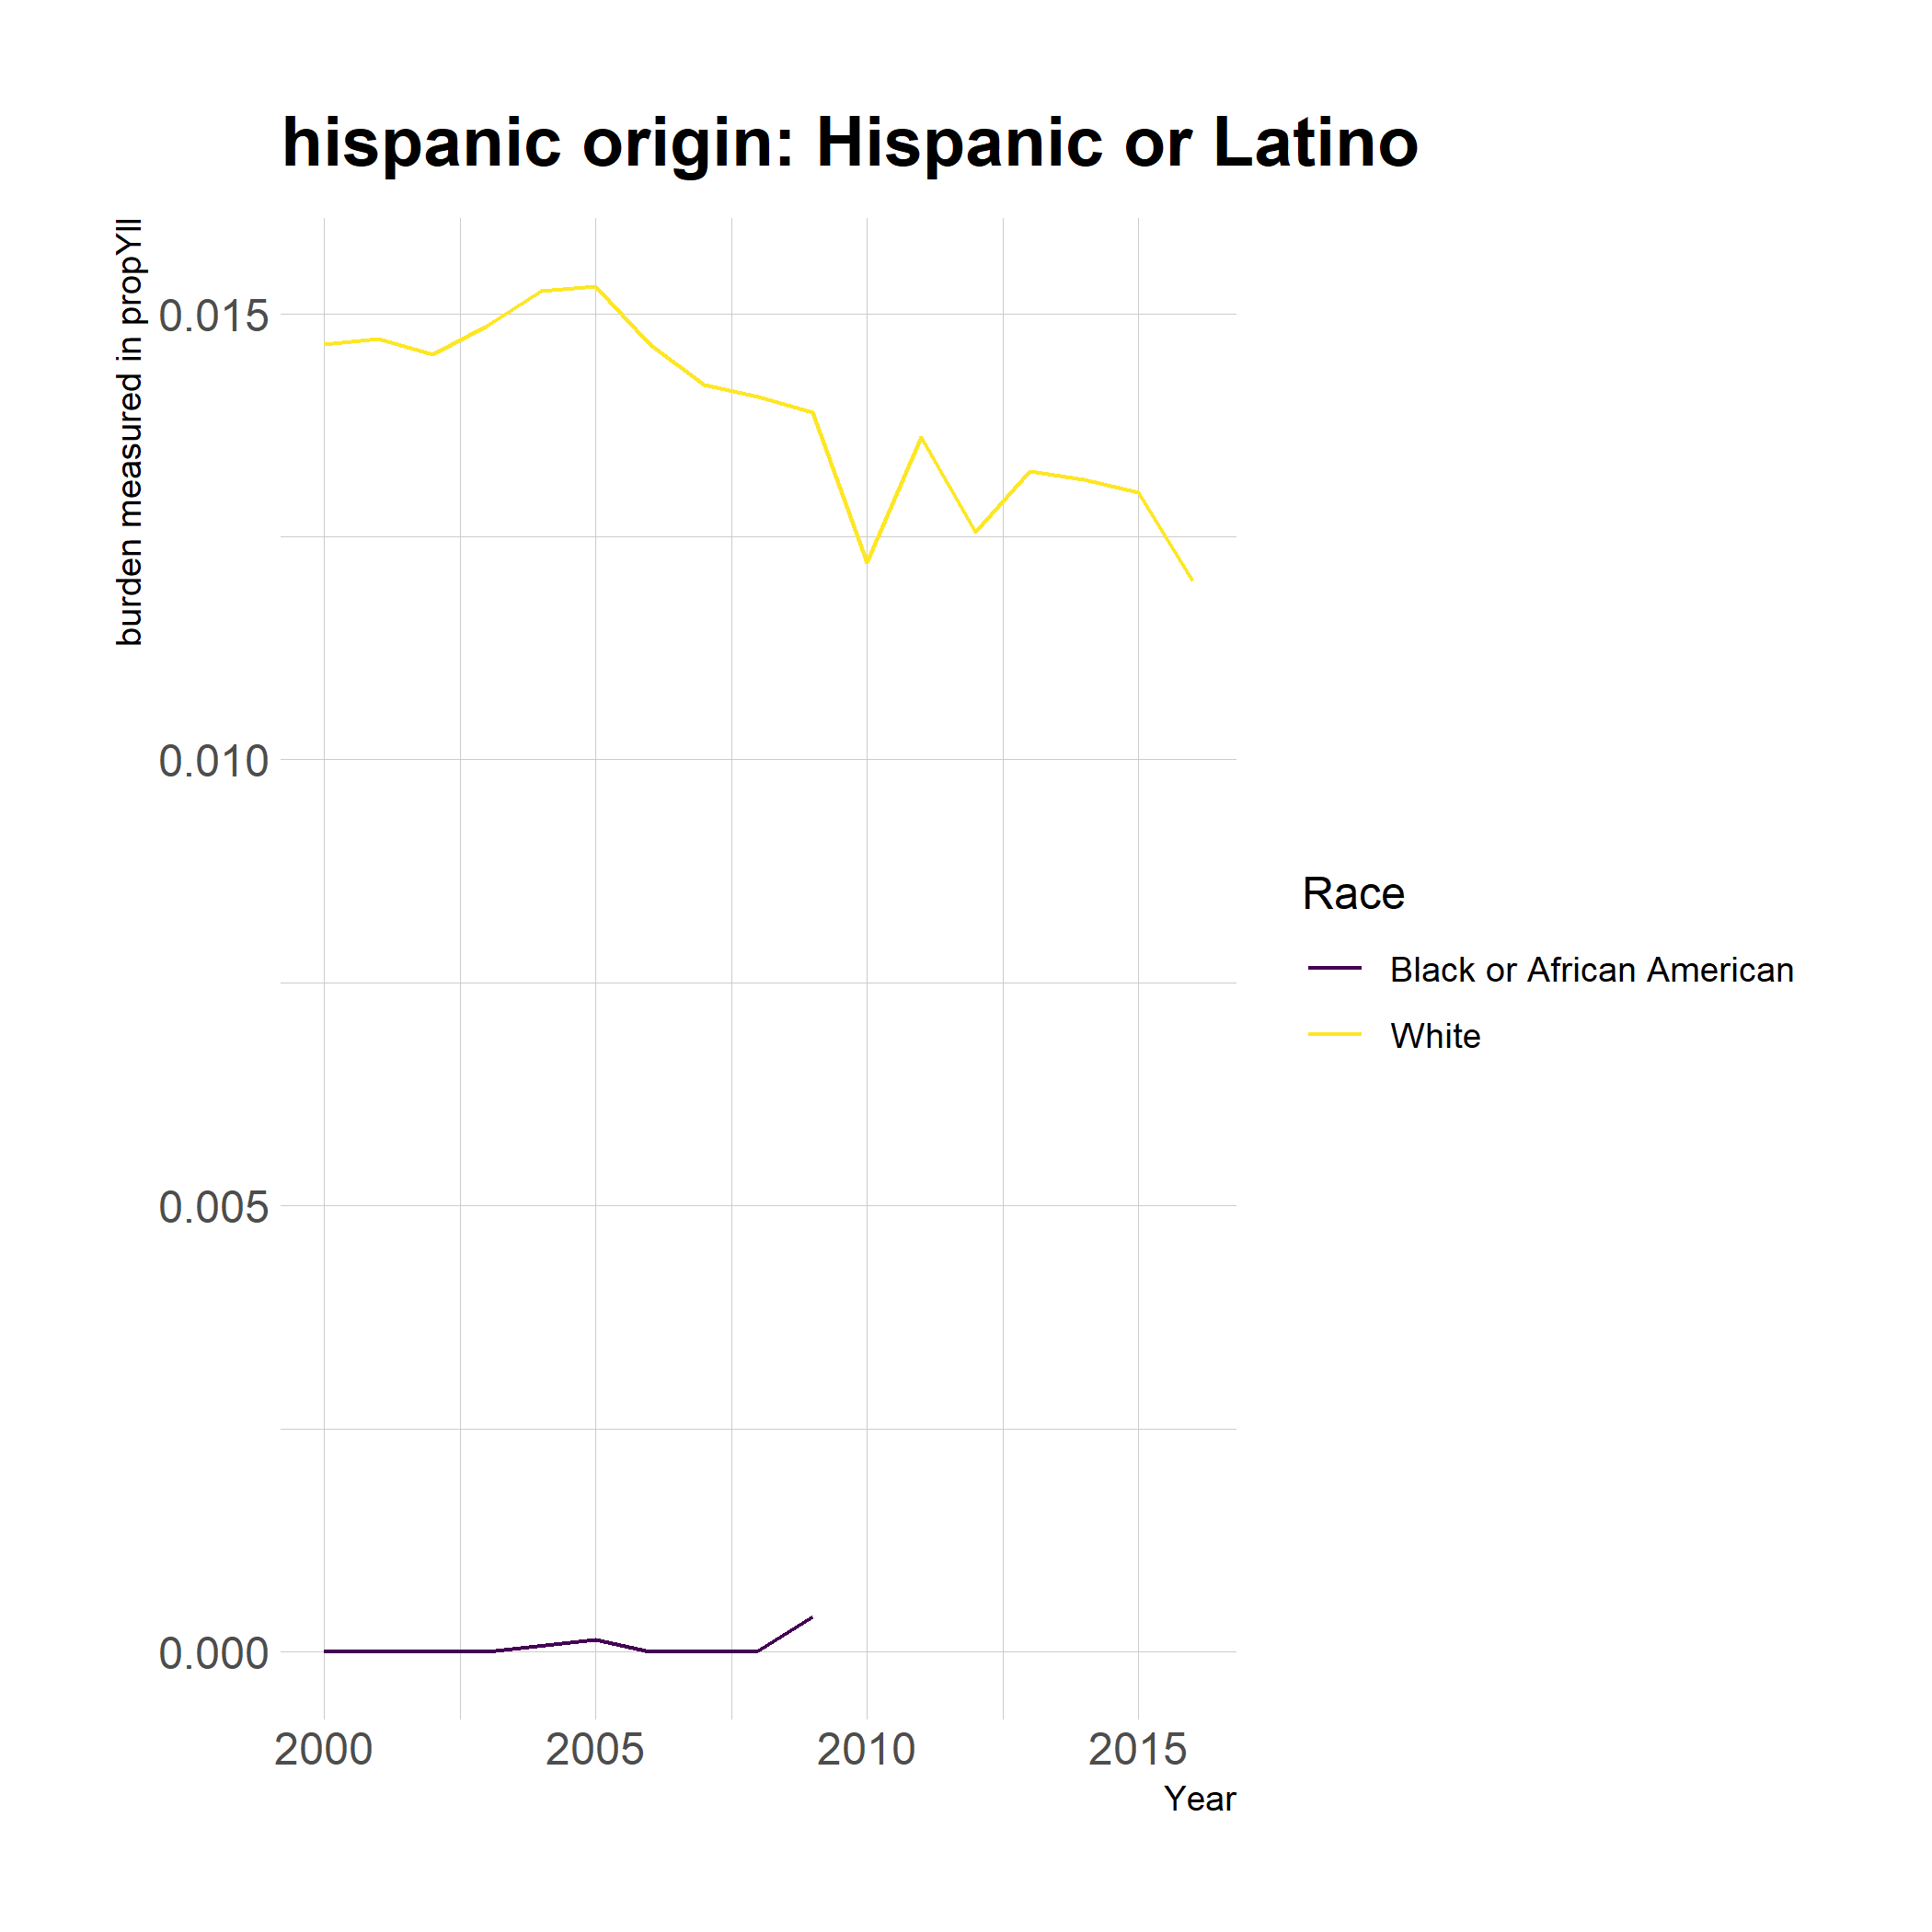 hispanic origin: Hispanic or Latino
burden measured in propYll
0.015
0.010
0.005
0.000
2000 2005 2010 2015
Year
Race
Black or African American
White